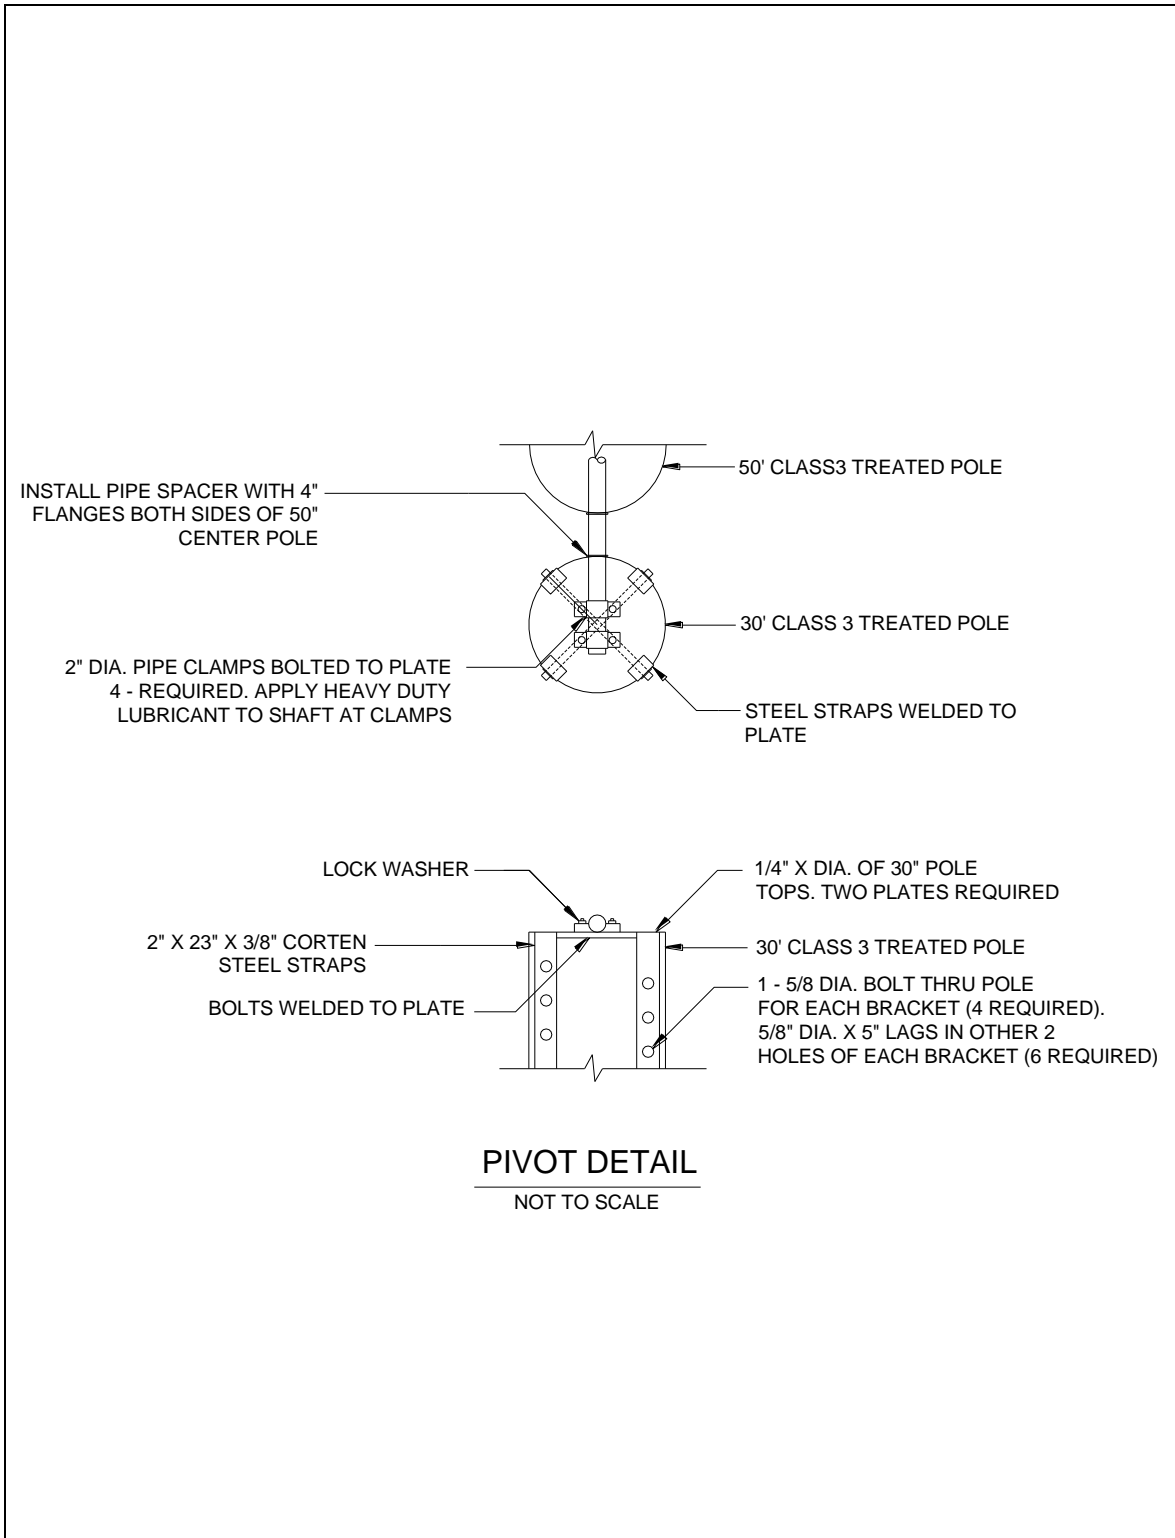 50' CLASS3 TREATED POLE
INSTALL PIPE SPACER WITH 4"
FLANGES BOTH SIDES OF 50"
CENTER POLE
30' CLASS 3 TREATED POLE
2" DIA. PIPE CLAMPS BOLTED TO PLATE
4 - REQUIRED. APPLY HEAVY DUTY
LUBRICANT TO SHAFT AT CLAMPS
STEEL STRAPS WELDED TO
PLATE
LOCK WASHER
1/4" X DIA. OF 30" POLE
TOPS. TWO PLATES REQUIRED
2" X 23" X 3/8" CORTEN
STEEL STRAPS
30' CLASS 3 TREATED POLE
BOLTS WELDED TO PLATE
1 - 5/8 DIA. BOLT THRU POLE
FOR EACH BRACKET (4 REQUIRED).
5/8" DIA. X 5" LAGS IN OTHER 2
HOLES OF EACH BRACKET (6 REQUIRED)
PIVOT DETAIL
NOT TO SCALE